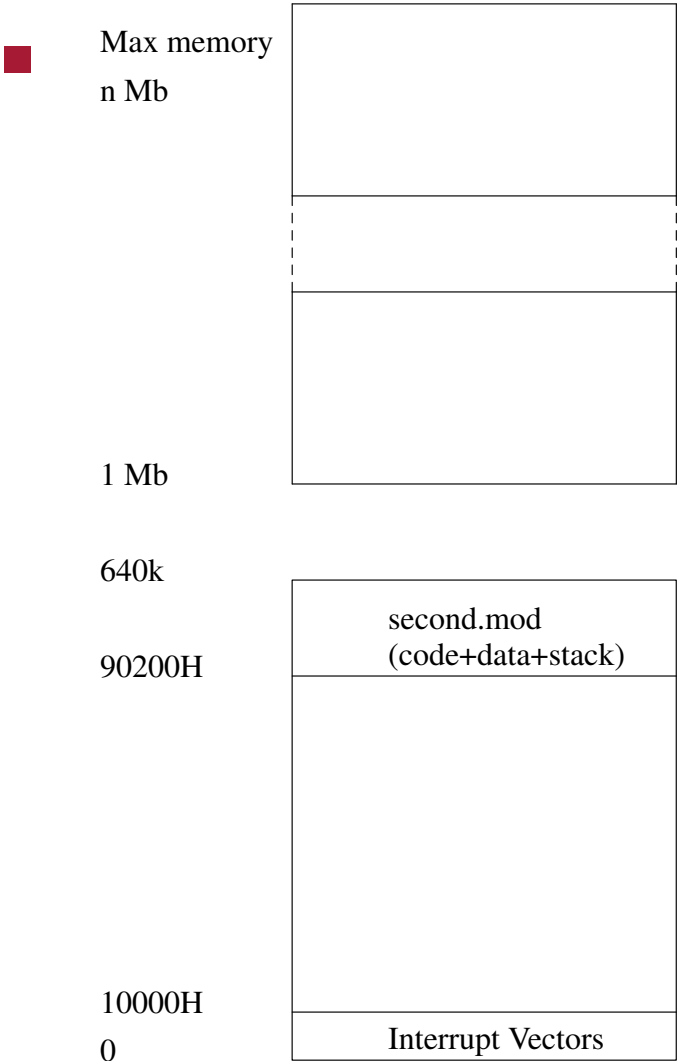 Max memory
n Mb
1 Mb
640k
second.mod
(code+data+stack)
90200H
10000H
Interrupt Vectors
0